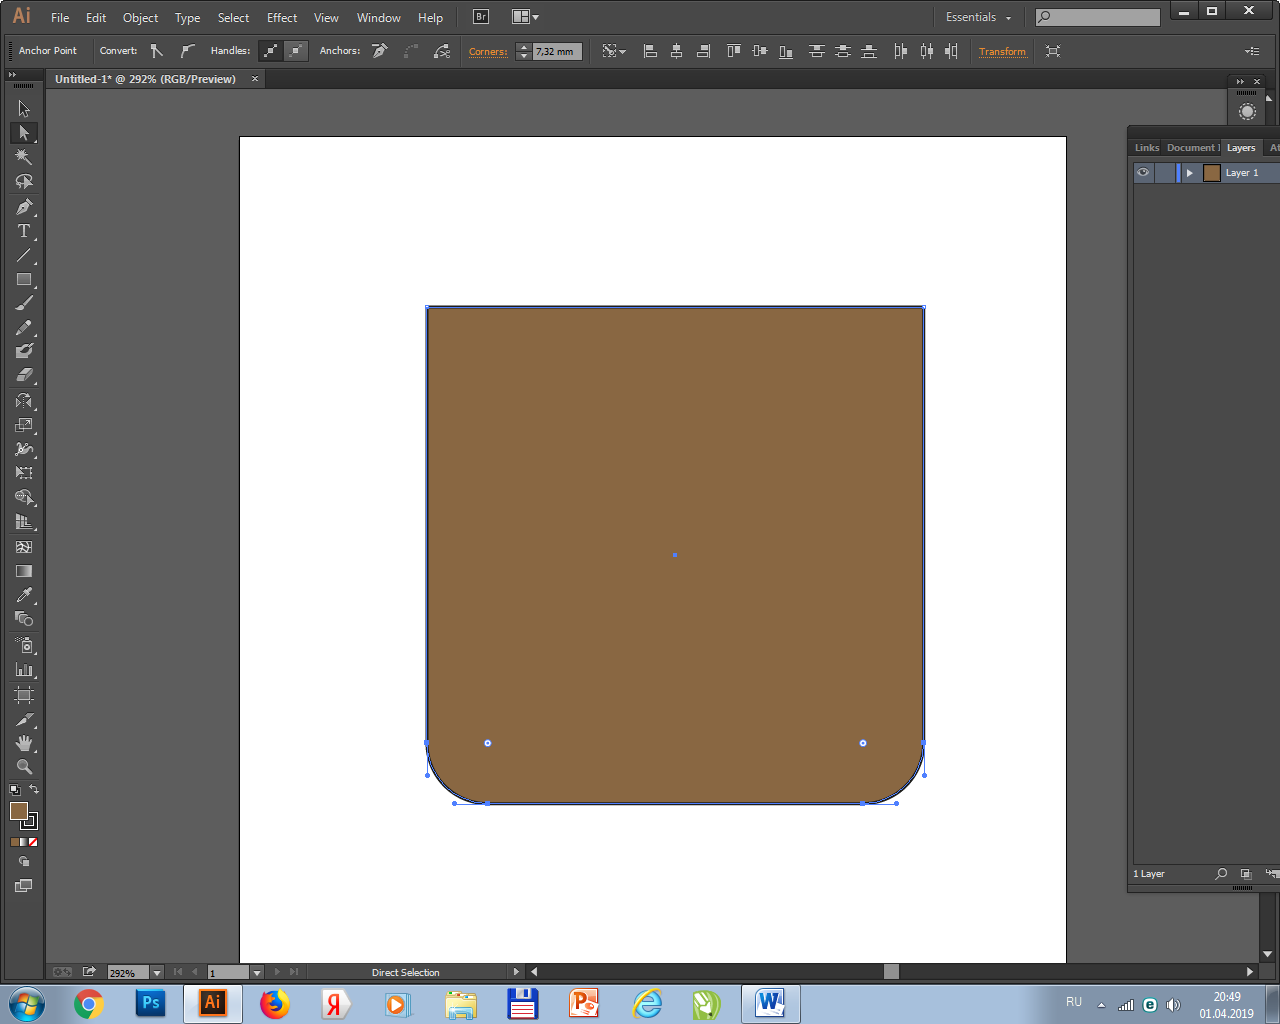 Ai File Edit Object Type Select Effect View Window Help Br Essentials
Anchor Point Convert: Handles: Anchors: Corners: 7,32 mm Transform
Untitled-1* @ 292% (RGB/Preview)
Links Document Layers
Layer 1
T
1 Layer
292% 1 Direct Selection
Ps Ai Я P W RU 20:49
01.04.2019